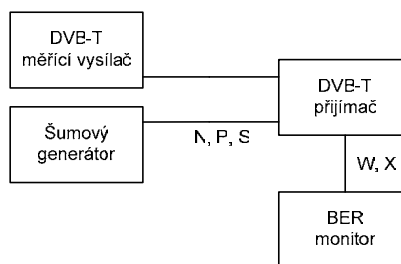 DVB-T
měřící vysílač
DVB-T
přijímač
Šumový
generátor
N, P, S
W, X
BER
monitor